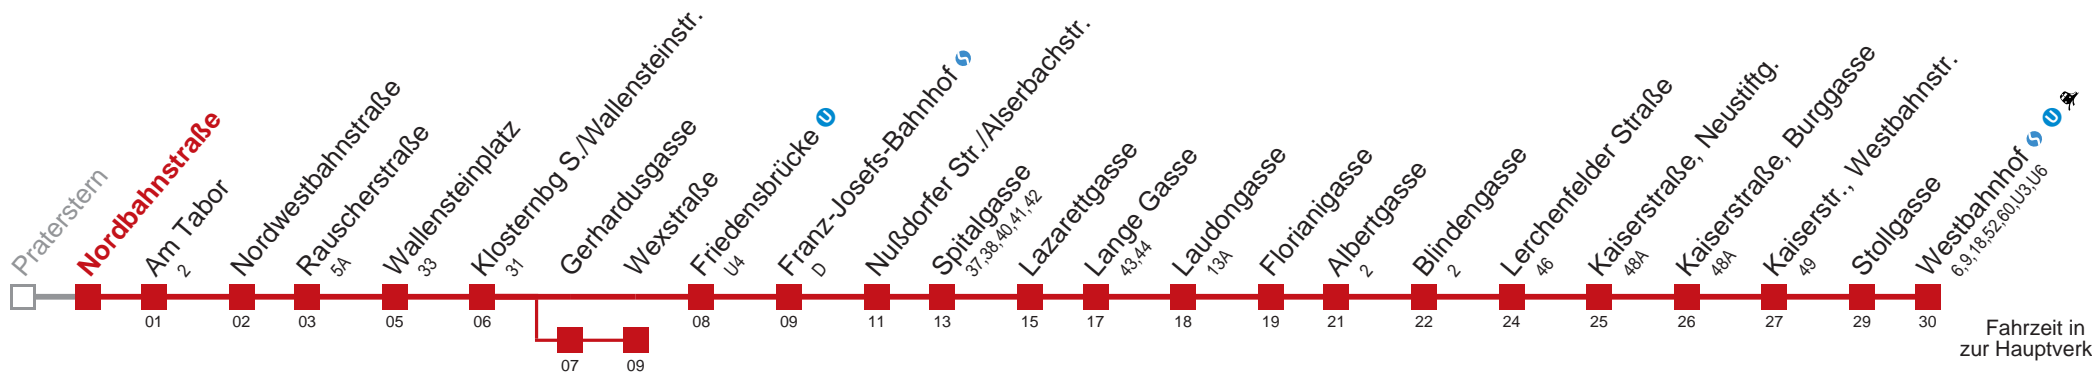 Praterstern
Nordbahnstraße
Am Tabor
2
Nordwestbahnstraße
Rauscherstraße
5A
Wallensteinplatz
33
Klosternbg S./Wallensteinstr.
31
Gerhardusgasse
Wexstraße
Friedensbrücke U
U4
Franz-Josefs-Bahnhof
D
Nußdorfer Str./Alserbachstr.
Spitalgasse
37,38,40,41,42
Lazarettgasse
Lange Gasse
43,44
Laudongasse
13A
Florianigasse
Albertgasse
2
Blindengasse
2
Lerchenfelder Straße
46
Kaiserstraße, Neustiftg.
48A
Kaiserstraße, Burggasse
48A
Kaiserstr., Westbahnstr.
49
Stollgasse
Westbahnhof U
6,9,18,52,60,U3,U6
01 02 03 05 06 08 09 11 13 15 17 18 19 21 22 24 25 26 27 29 30
07 09
Fahrzeit in
zur Hauptverk